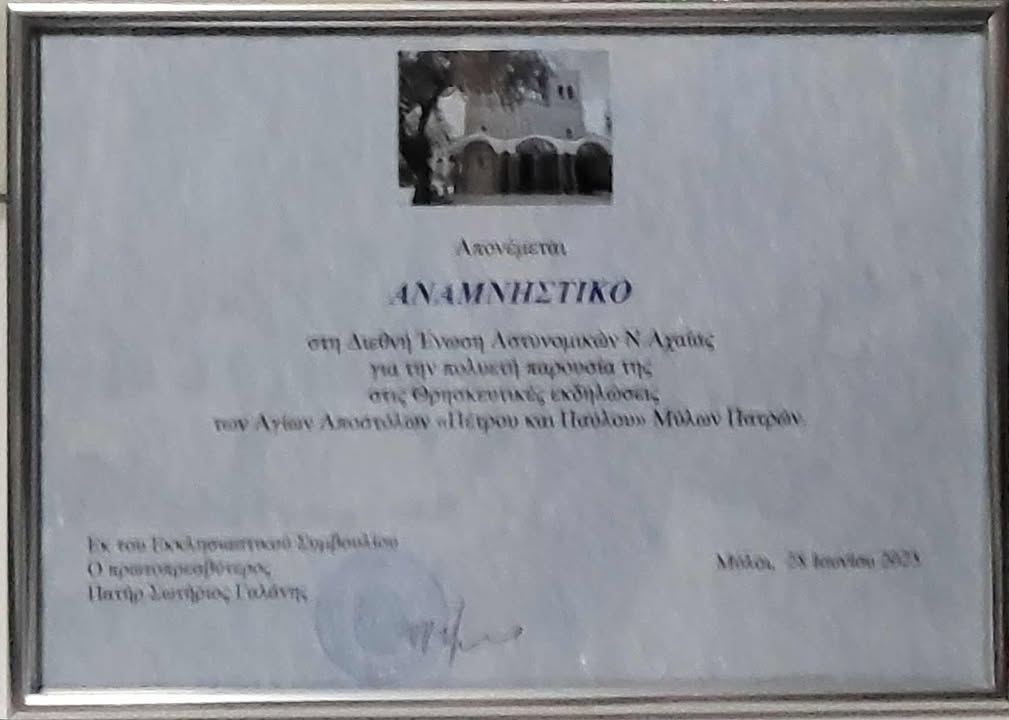 Απονέμεται
ΑΝΑΜΝΗΣΤΙΚΟ
στη Διεθνή Ένωση Αστυνομικών Ν Αχαΐας
για την πολυετή παρουσία της
στις Θρησκευτικές εκδηλώσεις
των Αγίων Αποστόλων «Πέτρου και Παύλου» Μύλων Πατρών.
Εκ του Εκκλησιαστικού Συμβουλίου
Ο πρωτοπρεσβύτερος
Πατήρ Σωτήριος Γαλάνης
Μύλοι, 28 Ιουνίου 2023